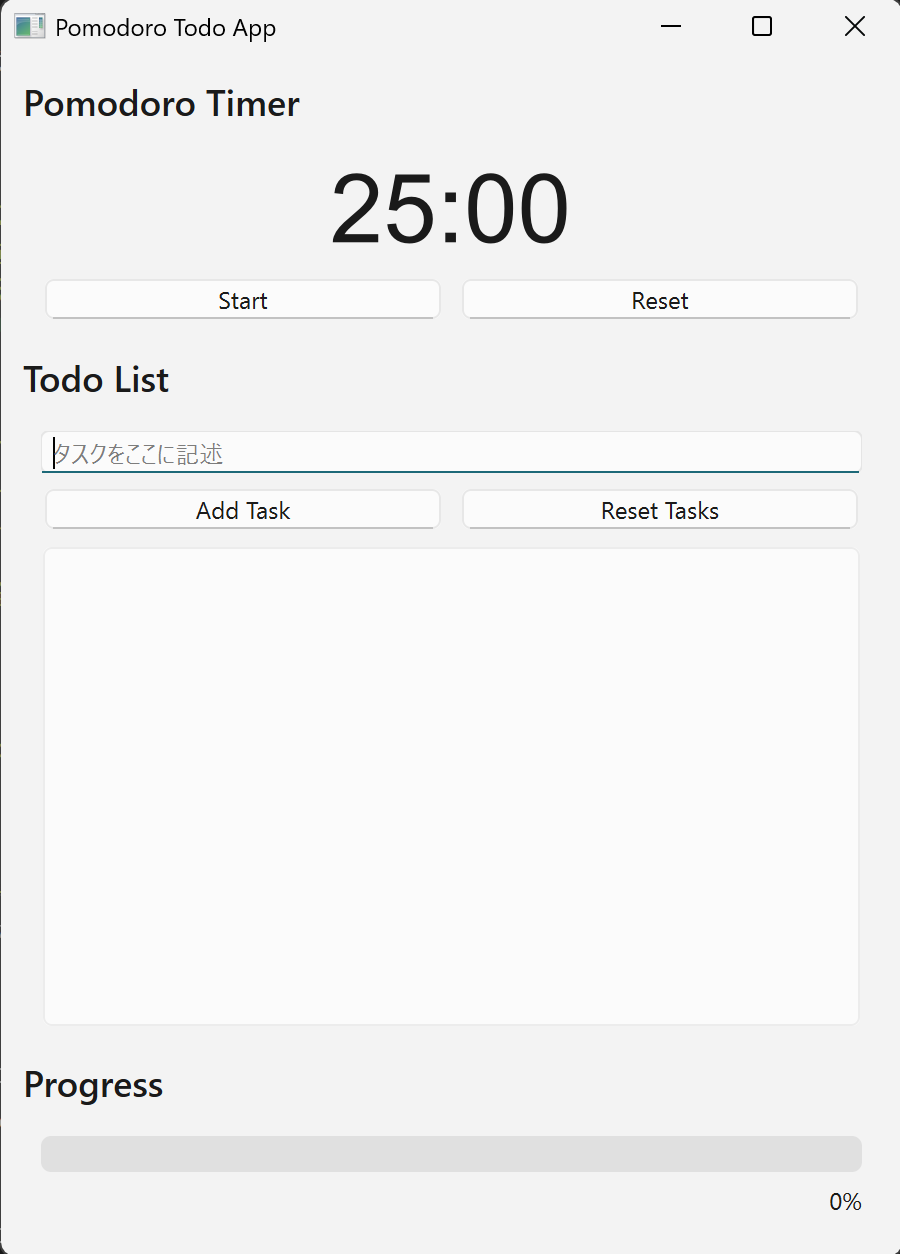 Pomodoro Todo App
Pomodoro Timer
25:00
Start Reset
Todo List
タスクをここに記述
Add Task Reset Tasks
Progress
0%